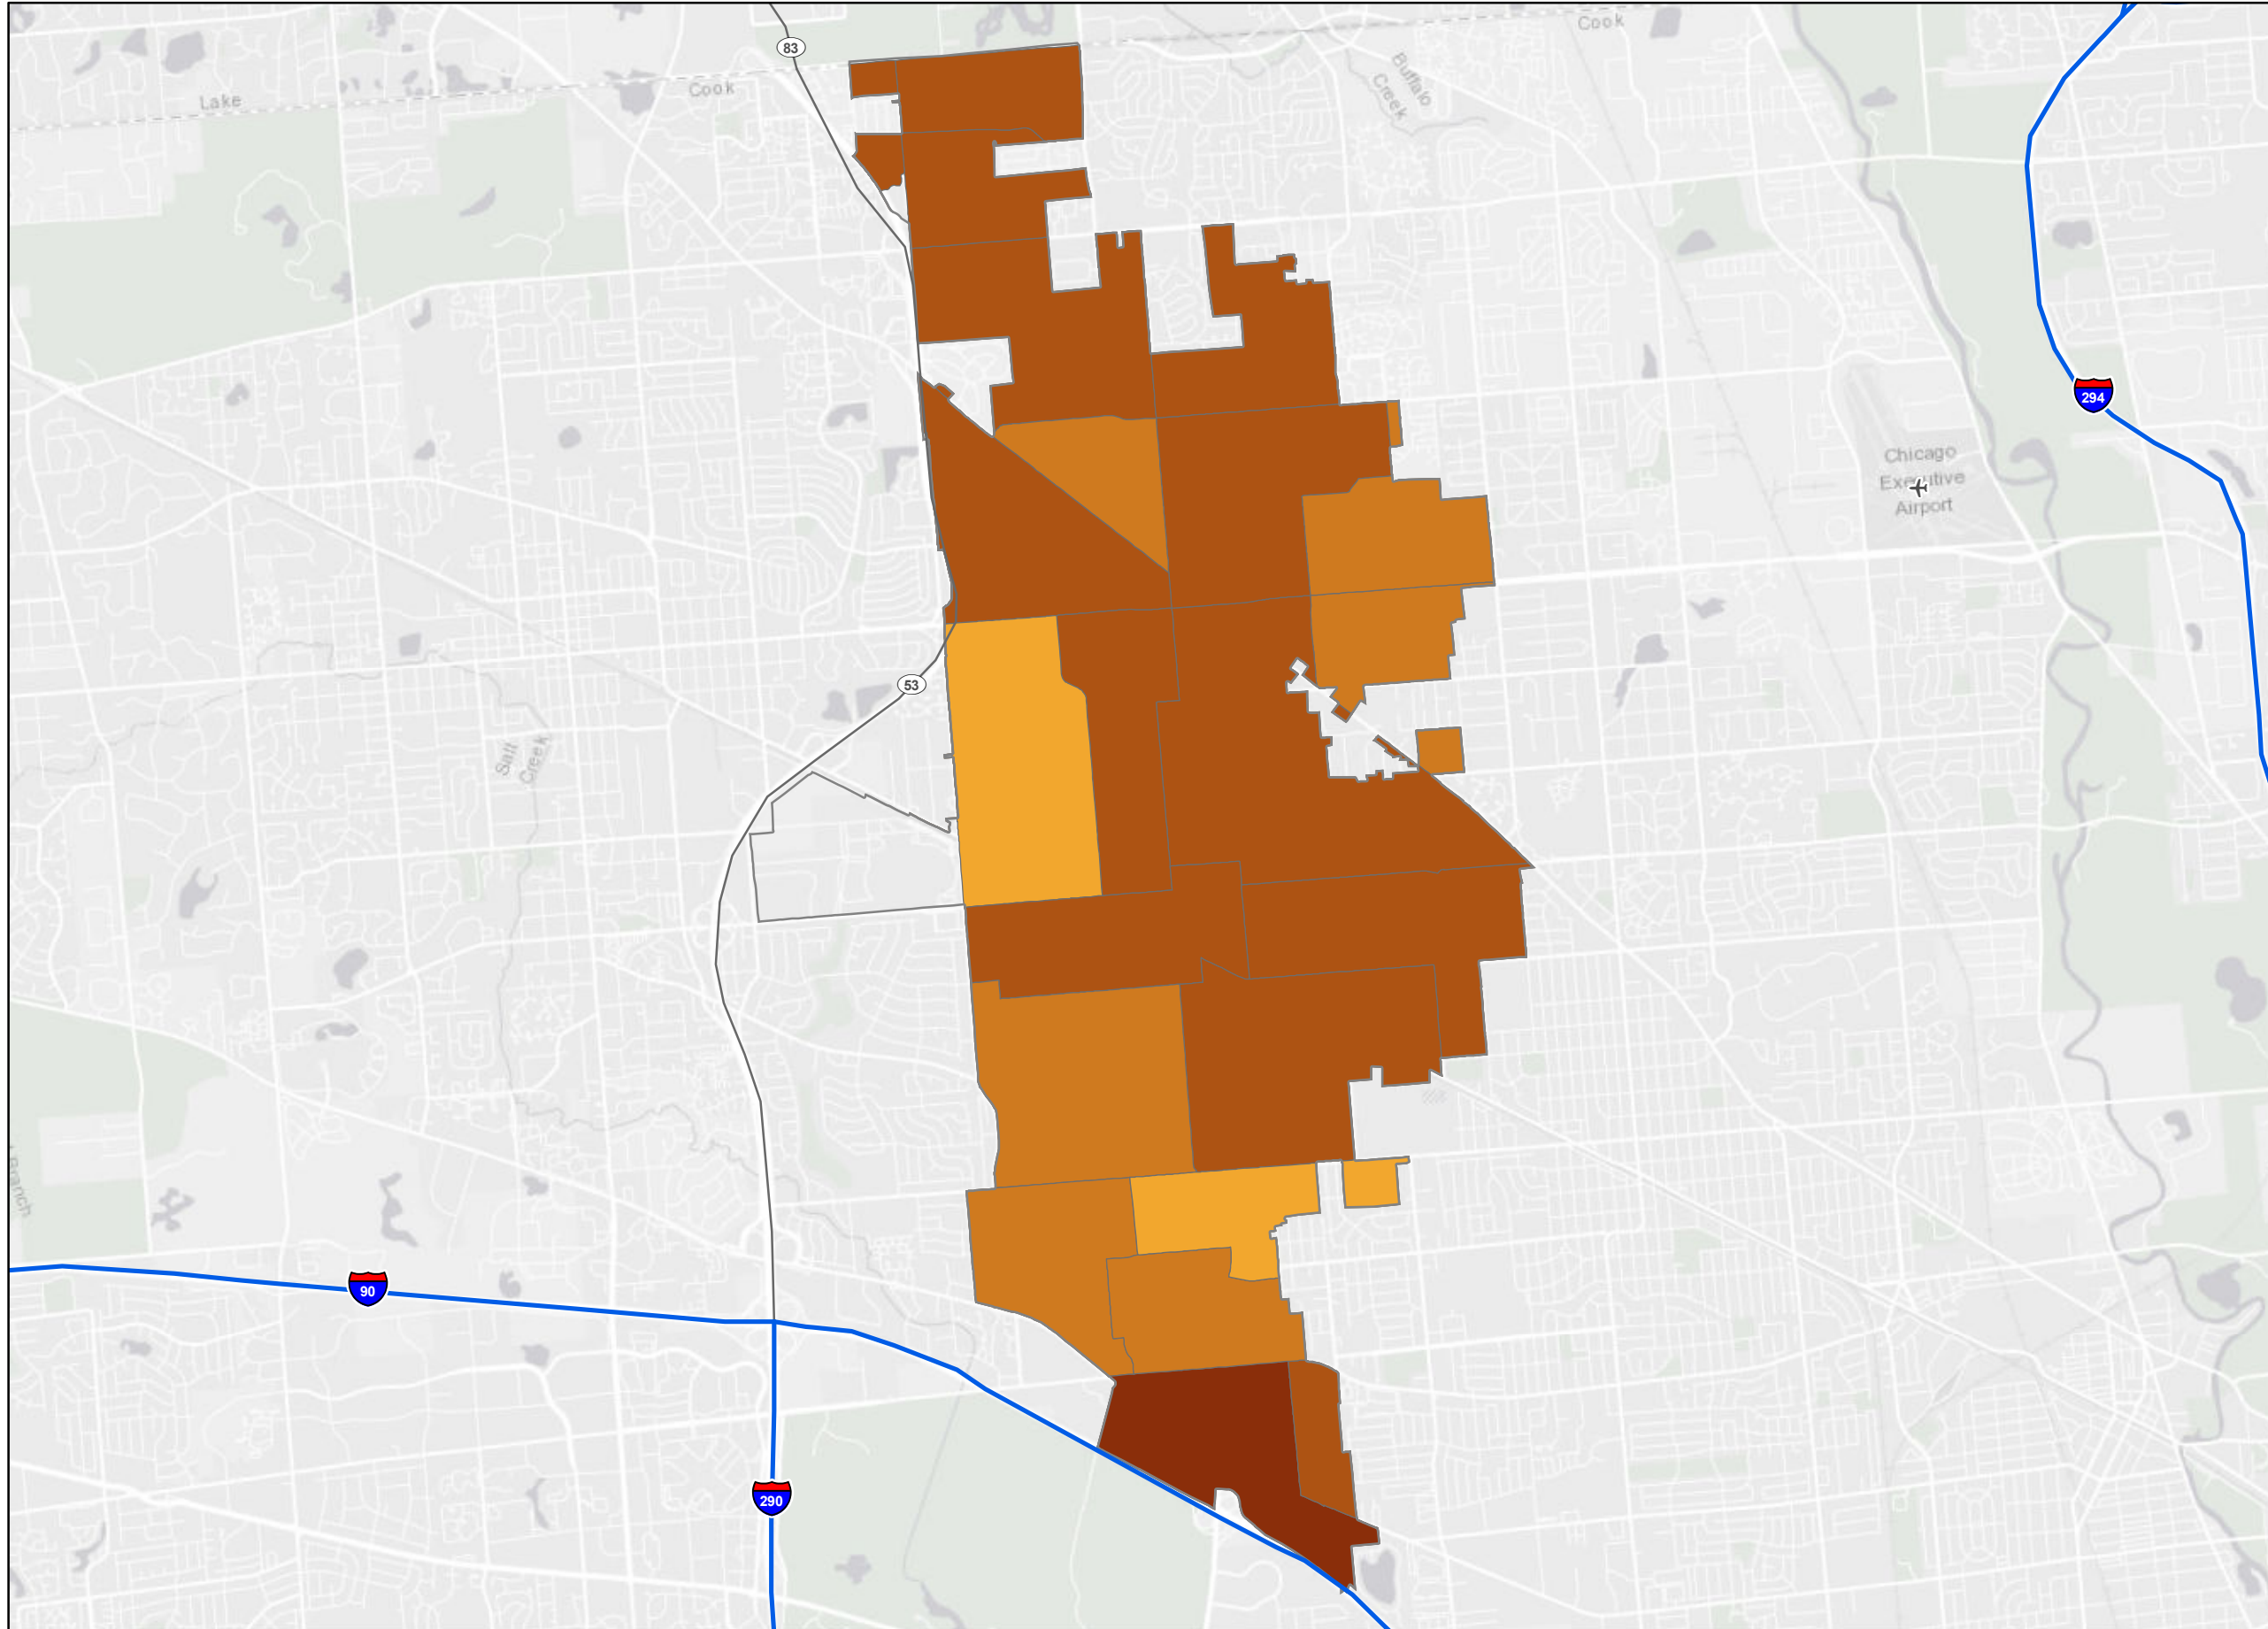 Cook
83
Lake
Cook
Buffalo
Creek
294
Chicago
Executive
Airport
53
Salt
Creek
90
290